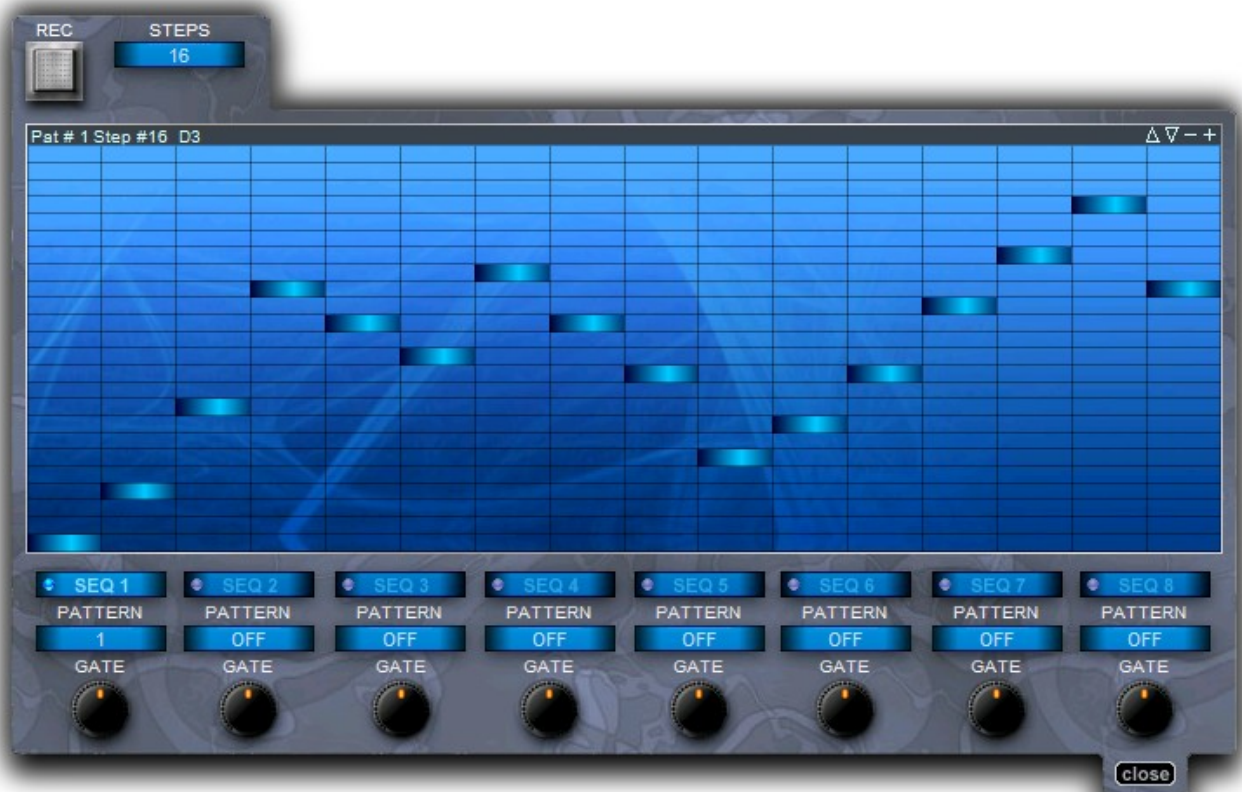 REC STEPS
16
Pat # 1 Step #16 D3
SEQ 1 SEQ 2 SEQ 3 SEQ 4 SEQ 5 SEQ 6 SEQ 7 SEQ 8
PATTERN PATTERN PATTERN PATTERN PATTERN PATTERN PATTERN PATTERN
1 OFF OFF OFF OFF OFF OFF OFF
GATE GATE GATE GATE GATE GATE GATE GATE
close